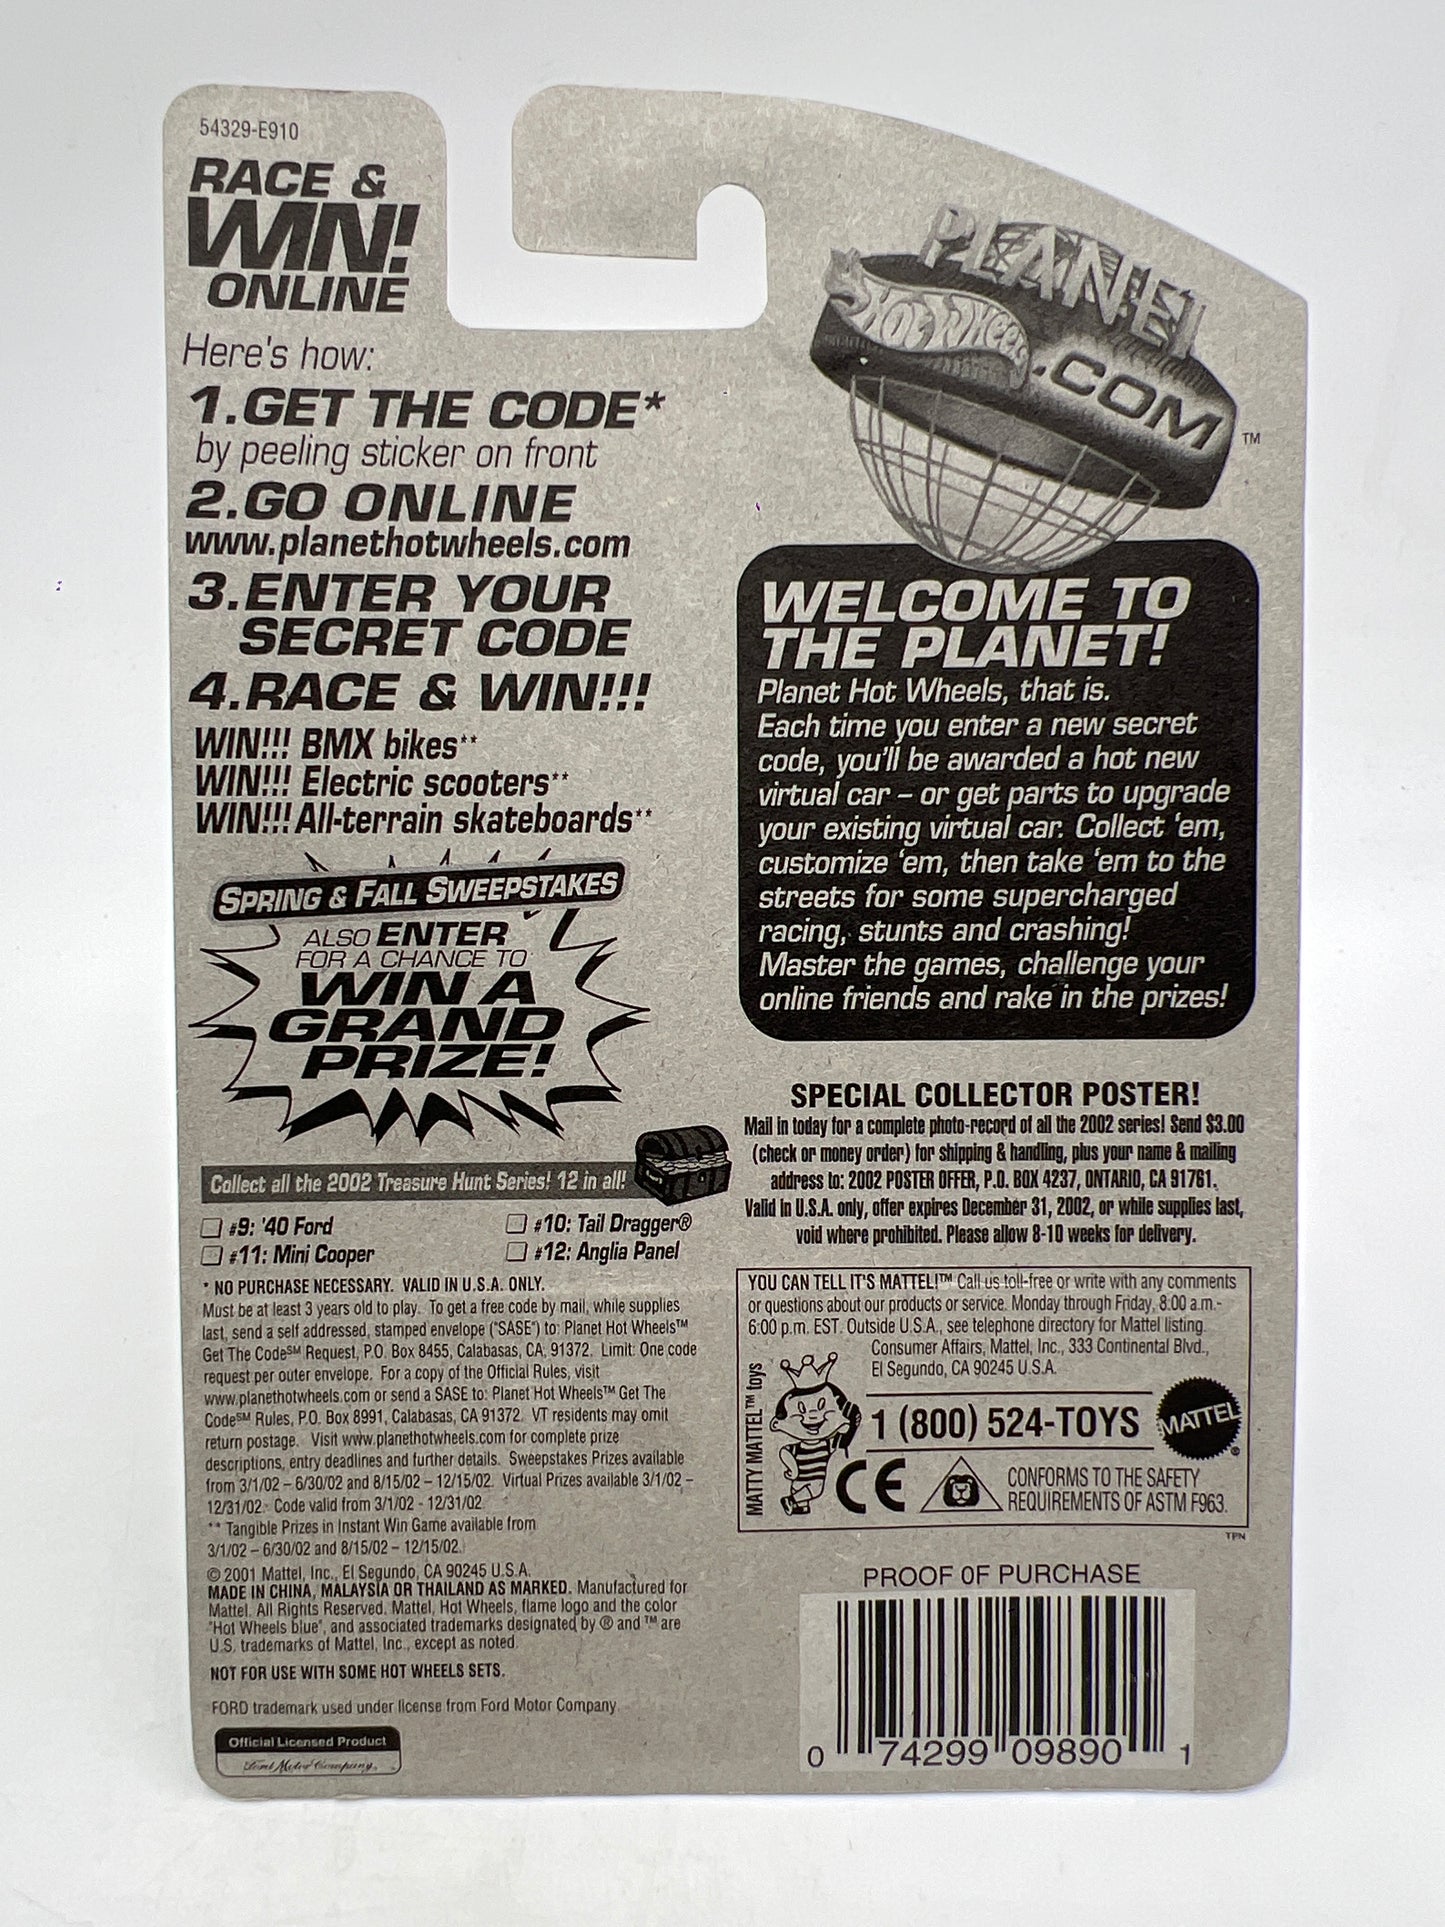 54329-E910
RACE &
WIN!
ONLINE
Here's how:
1.GET THE CODE*
by peeling sticker on front
2.GO ONLINE
www.planethotwheels.com
3.ENTER YOUR
SECRET CODE
4.RACE & WIN!!!
WIN!!! BMX bikes**
WIN!!! Electric scooters**
WIN!!! All-terrain skateboards**
SPRING & FALL SWEEPSTAKES
ALSO ENTER
FOR A CHANCE TO
WIN A
GRAND
PRIZE!
Collect all the 2002 Treasure Hunt Series! 12 in all!
#9: '40 Ford
#10: Tail Dragger®
#11: Mini Cooper
#12: Anglia Panel
* NO PURCHASE NECESSARY. VALID IN U.S.A. ONLY.
Must be at least 3 years old to play. To get a free code by mail, while supplies
last, send a self addressed, stamped envelope ("SASE") to: Planet Hot Wheels™
Get The Code℠ Request, P.O. Box 8455, Calabasas, CA, 91372. Limit: One code
request per outer envelope. For a copy of the Official Rules, visit
www.planethotwheels.com or send a SASE to: Planet Hot Wheels™ Get The
Code℠ Rules, P.O. Box 8991, Calabasas, CA 91372. VT residents may omit
return postage. Visit www.planethotwheels.com for complete prize
descriptions, entry deadlines and further details. Sweepstakes Prizes available
from 3/1/02 – 6/30/02 and 8/15/02 – 12/15/02. Virtual Prizes available 3/1/02 –
12/31/02. Code valid from 3/1/02 - 12/31/02.
** Tangible Prizes in Instant Win Game available from
3/1/02 – 6/30/02 and 8/15/02 – 12/15/02.
© 2001 Mattel, Inc., El Segundo, CA 90245 U.S.A.
MADE IN CHINA, MALAYSIA OR THAILAND AS MARKED. Manufactured for
Mattel. All Rights Reserved. Mattel, Hot Wheels, flame logo and the color
"Hot Wheels blue", and associated trademarks designated by ® and ™ are
U.S. trademarks of Mattel, Inc., except as noted.
NOT FOR USE WITH SOME HOT WHEELS SETS.
FORD trademark used under license from Ford Motor Company
Official Licensed Product
Ford Motor Company,
PLANET
HOT WHEELS
.COM
™
WELCOME TO
THE PLANET!
Planet Hot Wheels, that is.
Each time you enter a new secret
code, you'll be awarded a hot new
virtual car – or get parts to upgrade
your existing virtual car. Collect 'em,
customize 'em, then take 'em to the
streets for some supercharged
racing, stunts and crashing!
Master the games, challenge your
online friends and rake in the prizes!
SPECIAL COLLECTOR POSTER!
Mail in today for a complete photo-record of all the 2002 series! Send $3.00
(check or money order) for shipping & handling, plus your name & mailing
address to: 2002 POSTER OFFER, P.O. BOX 4237, ONTARIO, CA 91761.
Valid in U.S.A. only, offer expires December 31, 2002, or while supplies last,
void where prohibited. Please allow 8-10 weeks for delivery.
YOU CAN TELL IT'S MATTEL!™ Call us toll-free or write with any comments
or questions about our products or service. Monday through Friday, 8:00 a.m.-
6:00 p.m. EST. Outside U.S.A., see telephone directory for Mattel listing.
Consumer Affairs, Mattel, Inc., 333 Continental Blvd.,
El Segundo, CA 90245 U.S.A.
MATTY MATTEL™ toys
1 (800) 524-TOYS
MATTEL
®
CE
CONFORMS TO THE SAFETY
REQUIREMENTS OF ASTM F963.
TPN
PROOF OF PURCHASE
0 74299 09890 1